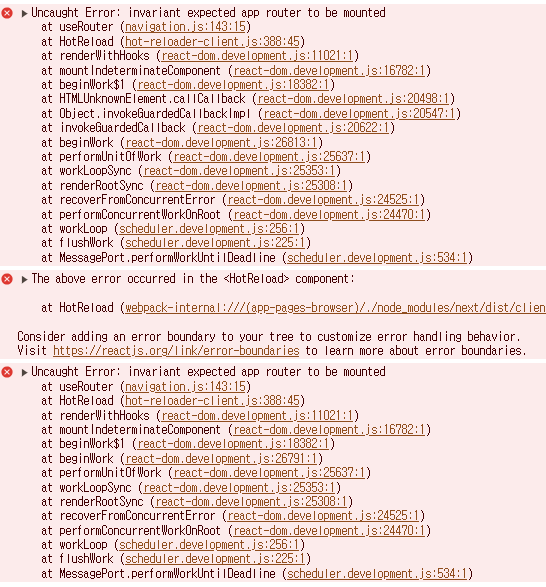 Uncaught Error: invariant expected app router to be mounted
at useRouter (navigation.js:143:15)
at HotReload (hot-reloader-client.js:388:45)
at renderWithHooks (react-dom.development.js:11021:1)
at mountIndeterminateComponent (react-dom.development.js:16782:1)
at beginWork$1 (react-dom.development.js:18382:1)
at HTMLUnknownElement.callCallback (react-dom.development.js:20498:1)
at Object.invokeGuardedCallbackImpl (react-dom.development.js:20547:1)
at invokeGuardedCallback (react-dom.development.js:20622:1)
at beginWork (react-dom.development.js:26813:1)
at performUnitOfWork (react-dom.development.js:25637:1)
at workLoopSync (react-dom.development.js:25353:1)
at renderRootSync (react-dom.development.js:25308:1)
at recoverFromConcurrentError (react-dom.development.js:24525:1)
at performConcurrentWorkOnRoot (react-dom.development.js:24470:1)
at workLoop (scheduler.development.js:256:1)
at flushWork (scheduler.development.js:225:1)
at MessagePort.performWorkUntilDeadline (scheduler.development.js:534:1)
The above error occurred in the <HotReload> component:
at HotReload (webpack-internal:///(app-pages-browser)/./node_modules/next/dist/clien
Consider adding an error boundary to your tree to customize error handling behavior.
Visit https://reactjs.org/link/error-boundaries to learn more about error boundaries.
Uncaught Error: invariant expected app router to be mounted
at useRouter (navigation.js:143:15)
at HotReload (hot-reloader-client.js:388:45)
at renderWithHooks (react-dom.development.js:11021:1)
at mountIndeterminateComponent (react-dom.development.js:16782:1)
at beginWork$1 (react-dom.development.js:18382:1)
at beginWork (react-dom.development.js:26791:1)
at performUnitOfWork (react-dom.development.js:25637:1)
at workLoopSync (react-dom.development.js:25353:1)
at renderRootSync (react-dom.development.js:25308:1)
at recoverFromConcurrentError (react-dom.development.js:24525:1)
at performConcurrentWorkOnRoot (react-dom.development.js:24470:1)
at workLoop (scheduler.development.js:256:1)
at flushWork (scheduler.development.js:225:1)
at MessagePort.performWorkUntilDeadline (scheduler.development.js:534:1)